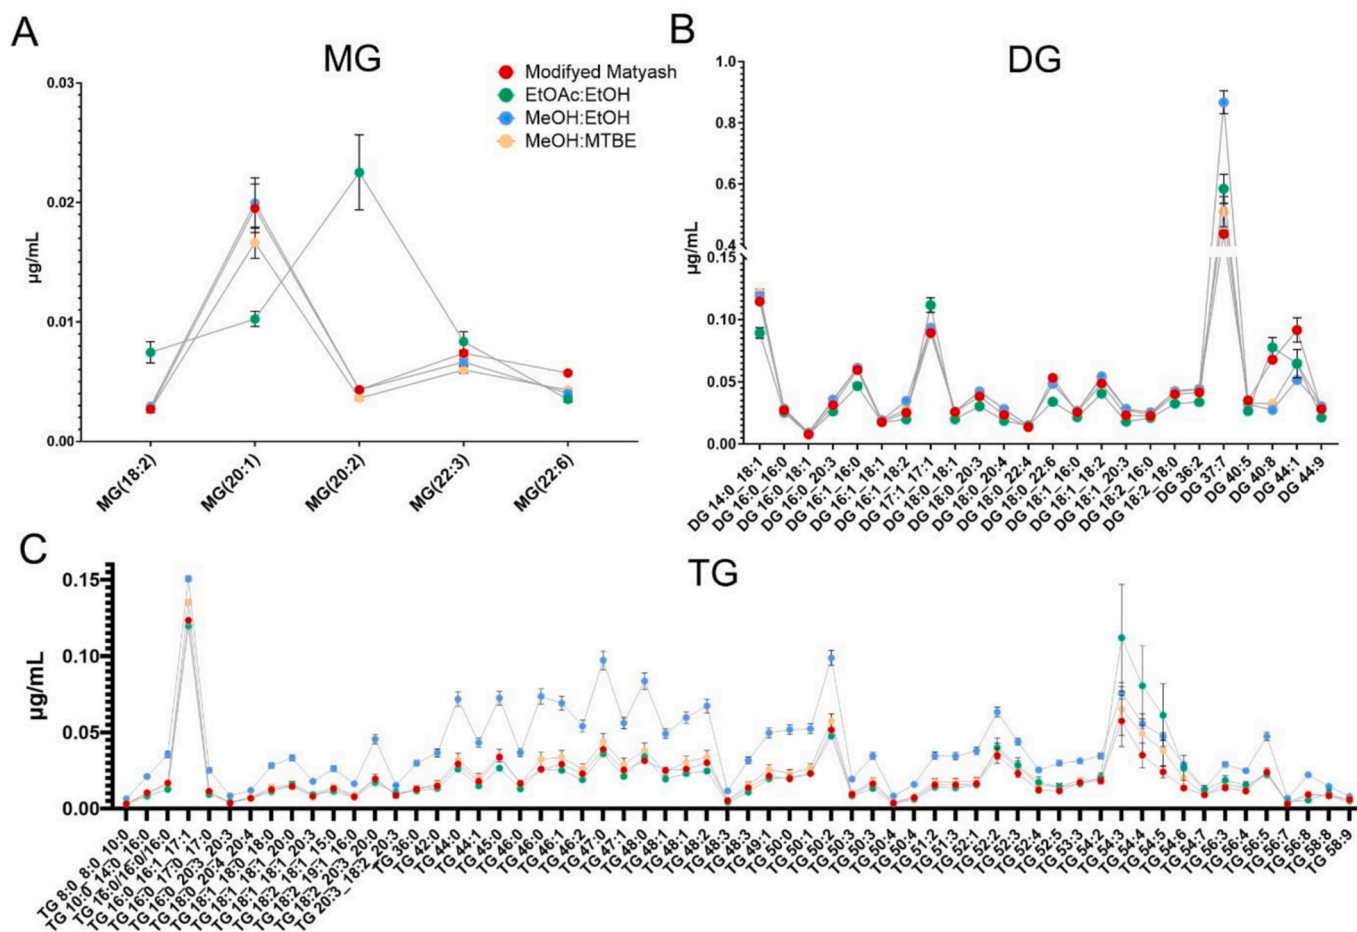 A
MG
0.03
0.02
0.01
0.00
µg/mL
Modifyed Matyash
EtOAc:EtOH
MeOH:EtOH
MeOH:MTBE
MG(18:2)
MG(20:1)
MG(20:2)
MG(22:3)
MG(22:6)
B
DG
1.0
0.8
0.6
0.4
0.15
0.10
0.05
0.00
µg/mL
DG 14:0_18:1
DG 16:0_16:0
DG 16:0_18:1
DG 16:0_20:3
DG 16:1_16:0
DG 16:1_18:1
DG 16:1_18:2
DG 17:1_17:1
DG 18:0_18:1
DG 18:0_20:3
DG 18:0_20:4
DG 18:0_22:4
DG 18:0_22:6
DG 18:1_16:0
DG 18:1_18:2
DG 18:1_20:3
DG 18:2_16:0
DG 18:2_18:0
DG 36:2
DG 37:7
DG 40:5
DG 40:8
DG 44:1
DG 44:9
C
TG
0.15
0.10
0.05
0.00
µg/mL
TG 8:0_8:0_10:0
TG 10:0_14:0_16:0
TG 16:0/16:0/16:0
TG 16:0_16:1_17:1
TG 16:0_17:0_17:0
TG 16:0_20:3_20:3
TG 18:0_20:4_20:4
TG 18:1_18:0_18:0
TG 18:1_18:1_20:0
TG 18:1_18:1_20:3
TG 18:2_19:1_16:0
TG 18:2_20:3_20:0
TG 20:3_18:2_20:3
TG 36:0
TG 42:0
TG 44:0
TG 44:1
TG 45:0
TG 46:0
TG 46:0
TG 46:1
TG 46:2
TG 47:0
TG 47:1
TG 48:0
TG 48:1
TG 48:1
TG 48:2
TG 48:3
TG 48:3
TG 49:1
TG 50:0
TG 50:1
TG 50:2
TG 50:3
TG 50:3
TG 50:4
TG 50:4
TG 51:2
TG 51:3
TG 52:1
TG 52:2
TG 52:3
TG 52:4
TG 52:5
TG 53:3
TG 54:2
TG 54:3
TG 54:4
TG 54:5
TG 54:6
TG 54:7
TG 56:3
TG 56:4
TG 56:5
TG 56:7
TG 56:8
TG 58:8
TG 58:9